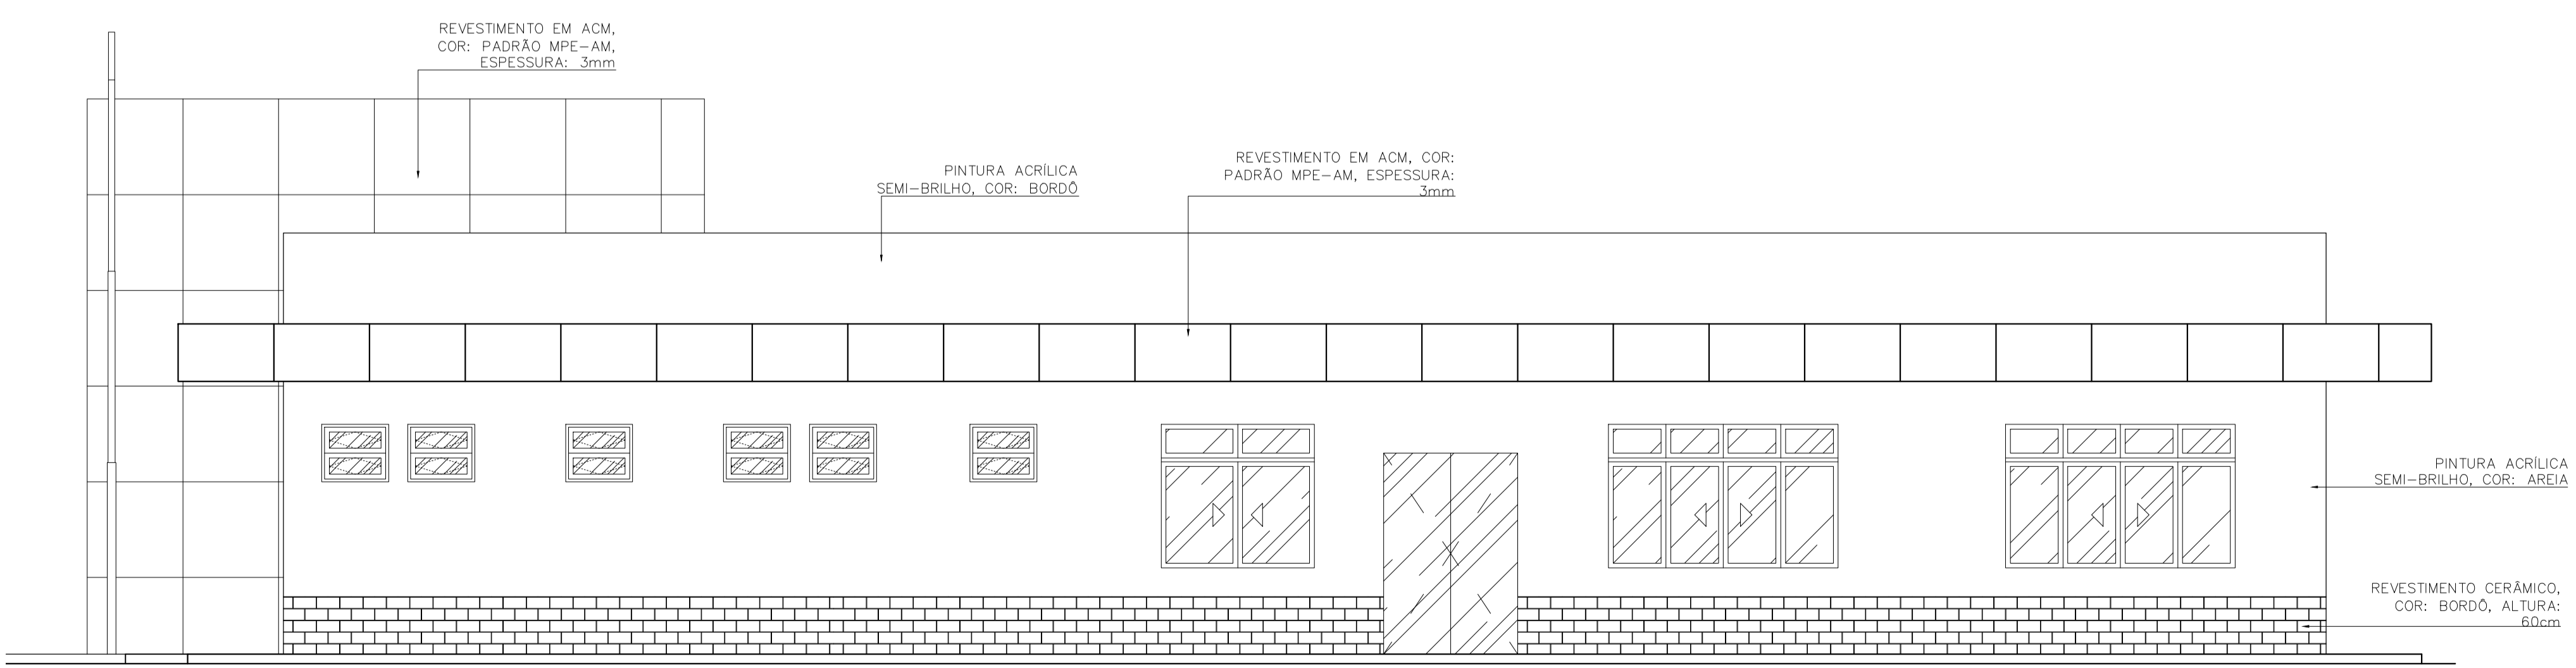 REVESTIMENTO EM ACM,
COR: PADRÃO MPE-AM,
ESPESSURA: 3mm
PINTURA ACRÍLICA
SEMI-BRILHO, COR: BORDÔ
REVESTIMENTO EM ACM, COR:
PADRÃO MPE-AM, ESPESSURA:
3mm
PINTURA ACRÍLICA
SEMI-BRILHO, COR: AREIA
REVESTIMENTO CERÂMICO,
COR: BORDÔ, ALTURA:
60cm